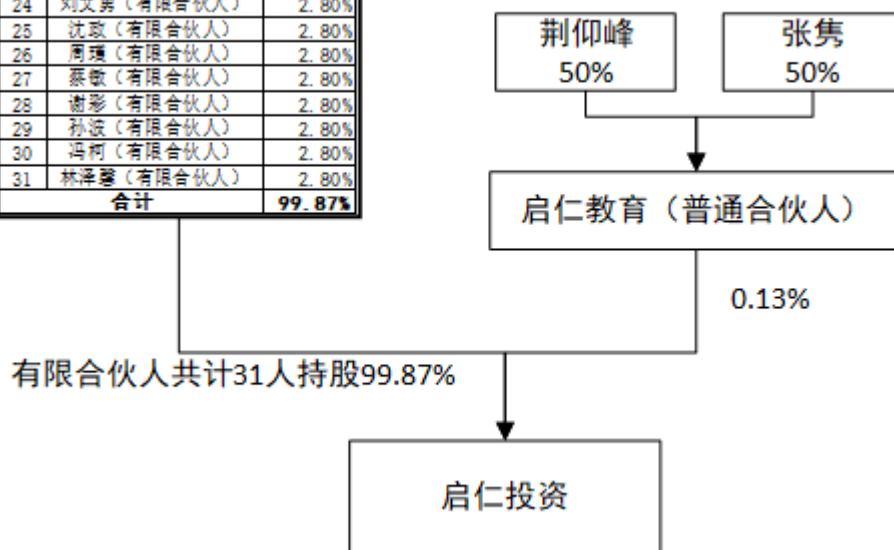 24 刘文勇（有限合伙人） 2.80%
25 沈玫（有限合伙人） 2.80%
26 周瑾（有限合伙人） 2.80%
27 蔡敏（有限合伙人） 2.80%
28 谢彩（有限合伙人） 2.80%
29 孙波（有限合伙人） 2.80%
30 冯柯（有限合伙人） 2.80%
31 林泽馨（有限合伙人） 2.80%
合计 99.87%
荆仰峰
50%
张隽
50%
启仁教育（普通合伙人）
0.13%
有限合伙人共计31人持股99.87%
启仁投资